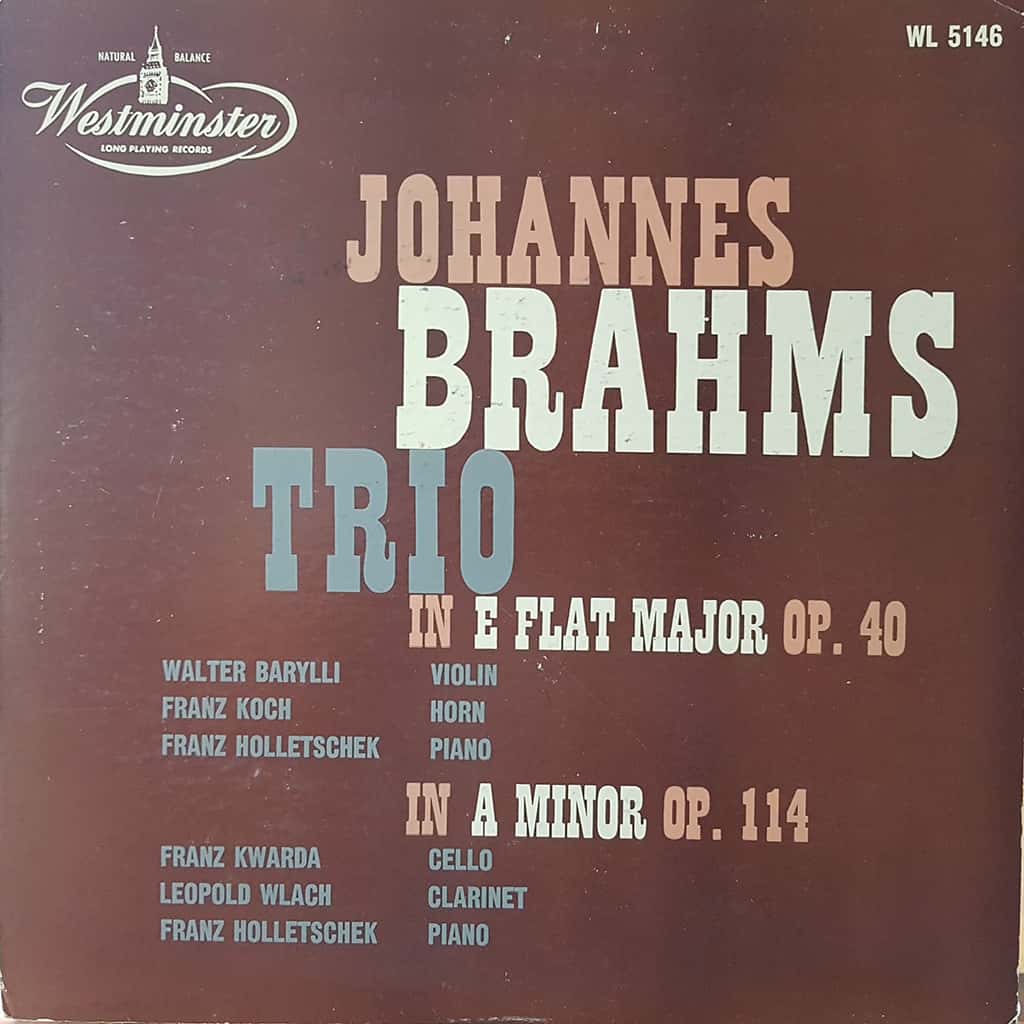 WL 5146
NATURAL BALANCE
Westminster
LONG PLAYING RECORDS
JOHANNES
BRAHMS
TRIO
IN E FLAT MAJOR OP. 40
WALTER BARYLLI VIOLIN
FRANZ KOCH HORN
FRANZ HOLLETSCHEK PIANO
IN A MINOR OP. 114
FRANZ KWARDA CELLO
LEOPOLD WLACH CLARINET
FRANZ HOLLETSCHEK PIANO